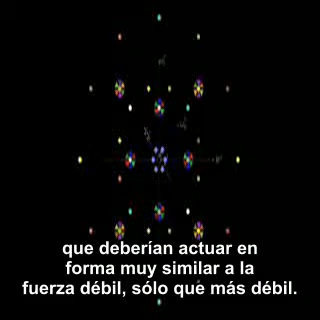 que deberían actuar en
forma muy similar a la
fuerza débil, sólo que más débil.